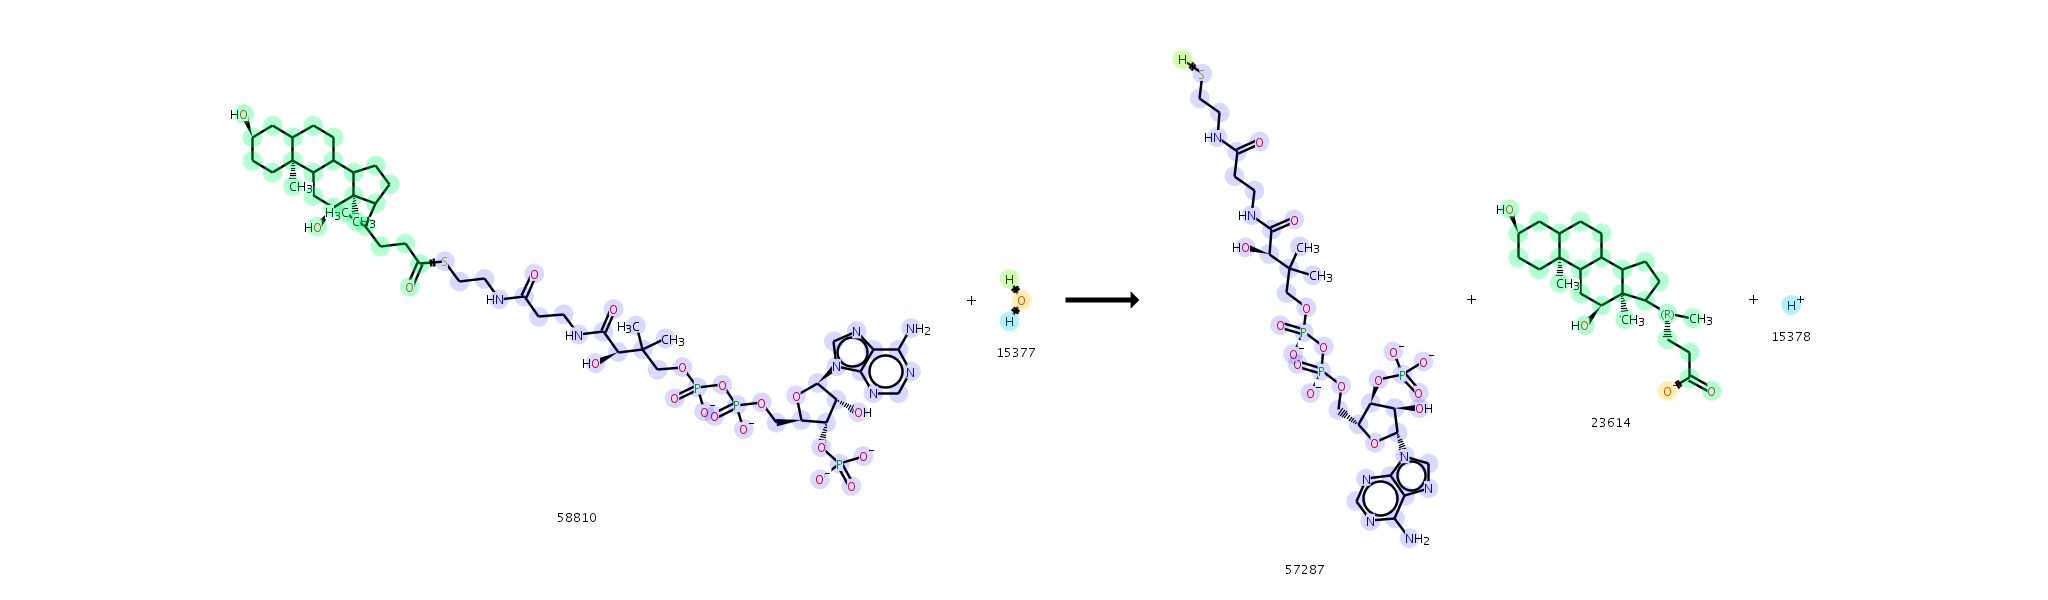 HO
CH3
H3C
CH3
HO
O
S
HN
O
HN
O
HO
H3C
CH3
O
P
O
O-
O
P
O
O-
O
O
N
N
N
N
NH2
OH
O
P
O-
O-
O
58810
+
H
O
H
15377
H
S
HN
O
HN
O
HO
CH3
CH3
O
P
O
O-
O
P
O
O-
O
O
P
O-
O-
O
OH
O
N
N
N
N
NH2
57287
+
HO
CH3
CH3
HO
(R)
CH3
O-
O
23614
+
H+
15378